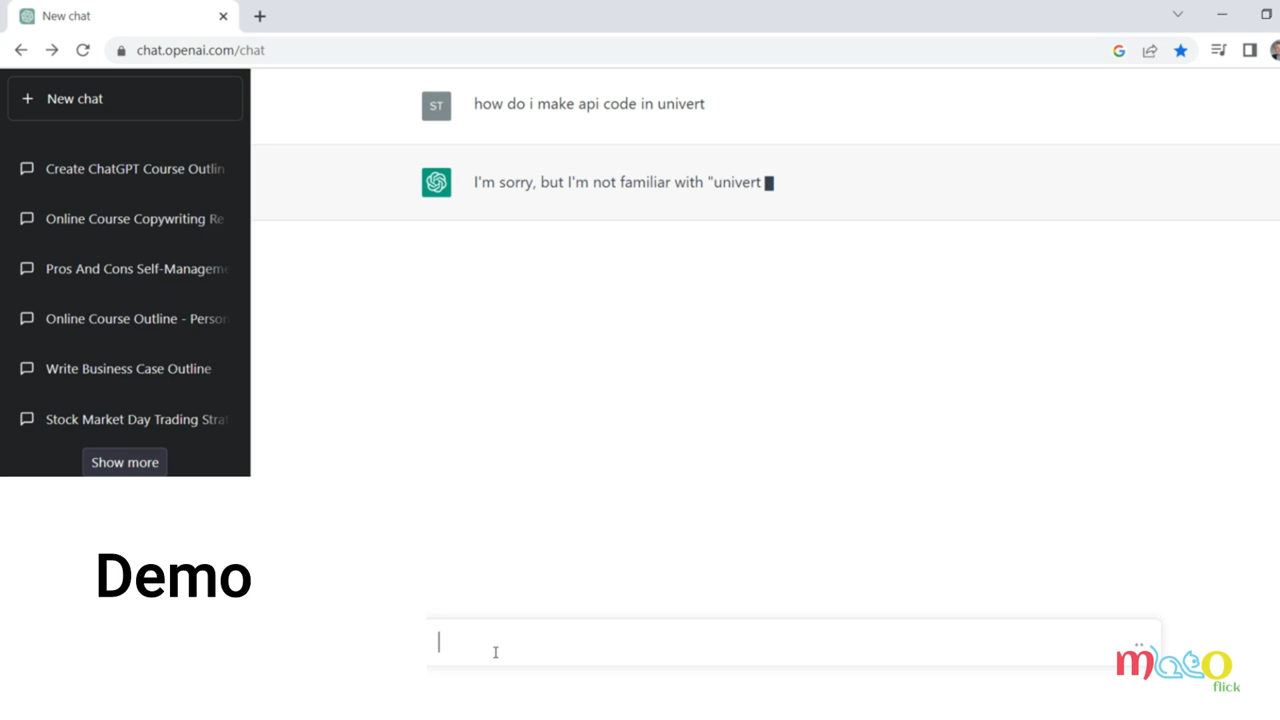 New chat
chat.openai.com/chat
New chat
Create ChatGPT Course Outlin
Online Course Copywriting Re
Pros And Cons Self-Manageme
Online Course Outline - Person
Write Business Case Outline
Stock Market Day Trading Strat
Show more
ST
how do i make api code in univert
I'm sorry, but I'm not familiar with "univert
Demo
flick